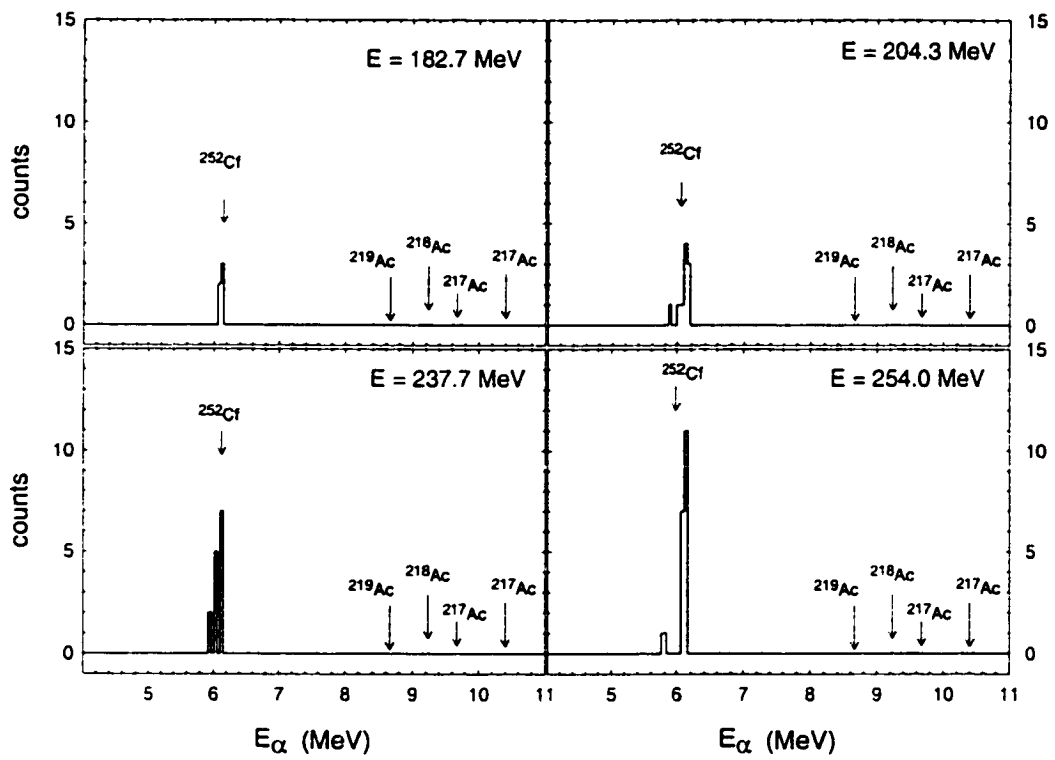 15
10
5
0
counts
E = 182.7 MeV
²⁵²Cf
²¹⁹Ac
²¹⁸Ac
²¹⁷Ac
²¹⁷Ac
E = 204.3 MeV
²⁵²Cf
²¹⁹Ac
²¹⁸Ac
²¹⁷Ac
²¹⁷Ac
15
10
5
0
15
10
5
0
counts
E = 237.7 MeV
²⁵²Cf
²¹⁹Ac
²¹⁸Ac
²¹⁷Ac
²¹⁷Ac
E = 254.0 MeV
²⁵²Cf
²¹⁹Ac
²¹⁸Ac
²¹⁷Ac
²¹⁷Ac
15
10
5
0
5 6 7 8 9 10 11
5 6 7 8 9 10 11
Eα (MeV)
Eα (MeV)